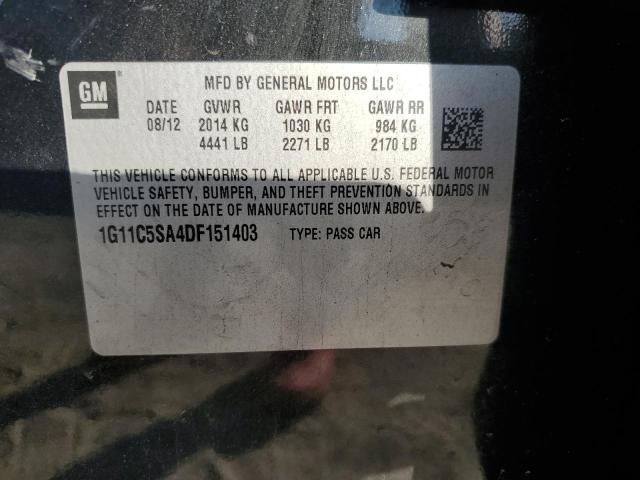 GM
MFD BY GENERAL MOTORS LLC
DATE GVWR GAWR FRT GAWR RR
08/12 2014 KG 1030 KG 984 KG
4441 LB 2271 LB 2170 LB
THIS VEHICLE CONFORMS TO ALL APPLICABLE U.S. FEDERAL MOTOR
VEHICLE SAFETY, BUMPER, AND THEFT PREVENTION STANDARDS IN
EFFECT ON THE DATE OF MANUFACTURE SHOWN ABOVE.
1G11C5SA4DF151403 TYPE: PASS CAR